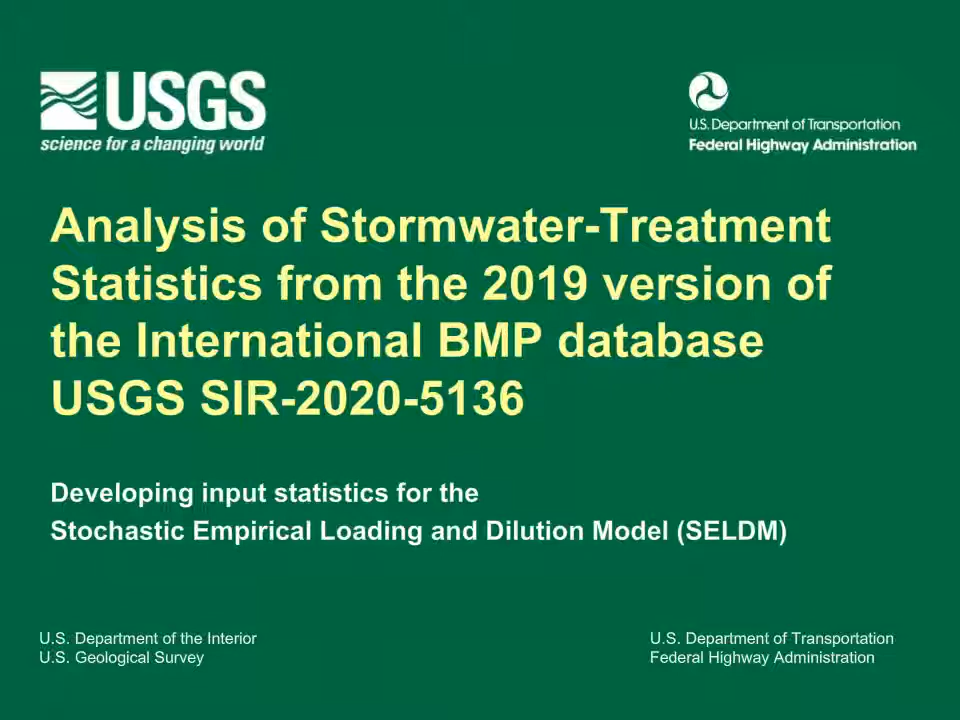 USGS
science for a changing world
U.S. Department of Transportation
Federal Highway Administration
Analysis of Stormwater-Treatment
Statistics from the 2019 version of
the International BMP database
USGS SIR-2020-5136
Developing input statistics for the
Stochastic Empirical Loading and Dilution Model (SELDM)
U.S. Department of the Interior
U.S. Geological Survey
U.S. Department of Transportation
Federal Highway Administration